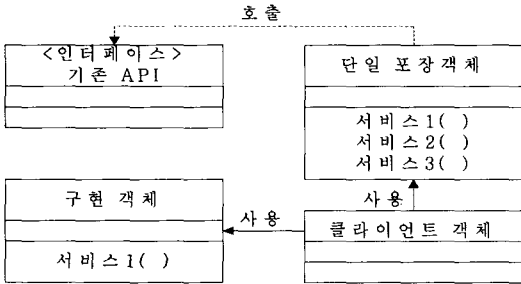 호출
<인터페이스>
기존 API
단일 포장객체
서비스1( )
서비스2( )
서비스3( )
구현 객체
사용
사용
클라이언트 객체
서비스1( )